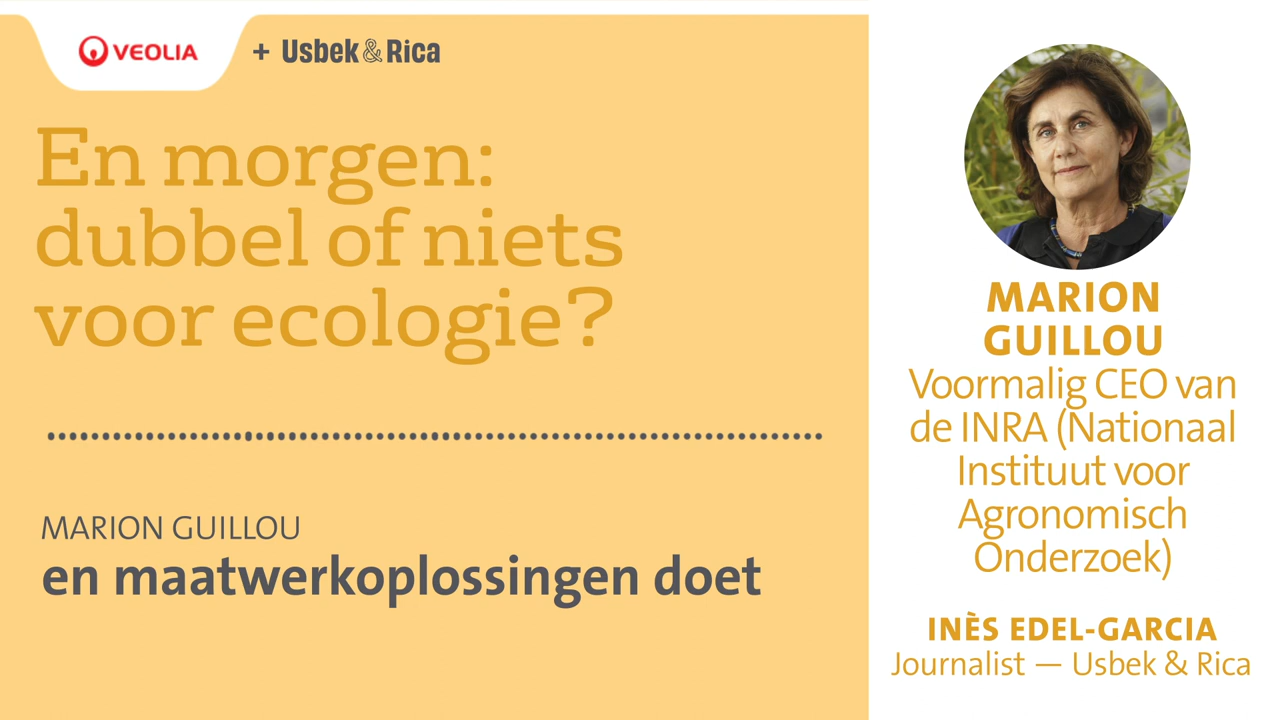 VEOLIA + Usbek & Rica
En morgen:
dubbel of niets
voor ecologie?
MARION GUILLOU
en maatwerkoplossingen doet
MARION
GUILLOU
Voormalig CEO van
de INRA (Nationaal
Instituut voor
Agronomisch
Onderzoek)
INÈS EDEL-GARCIA
Journalist — Usbek & Rica